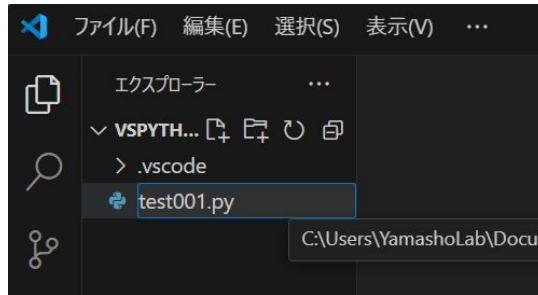 ファイル(F) 編集(E) 選択(S) 表示(V) …
エクスプローラー …
VSPYTH...
.vscode
test001.py
C:\Users\YamashoLab\Docu